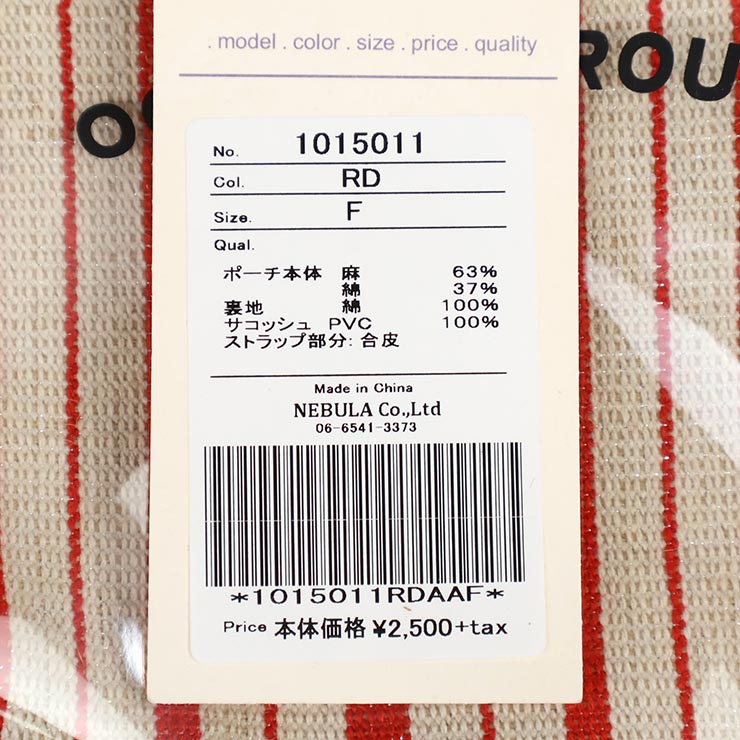 . model . color . size . price . quality
ROU
No. 1015011
Col. RD
Size. F
Qual.
ポーチ本体 麻 63%
綿 37%
裏地 綿 100%
サコッシュ PVC 100%
ストラップ部分: 合皮
Made in China
NEBULA Co.,Ltd
06-6541-3373
*1015011RDAAF*
Price 本体価格 ¥2,500+tax